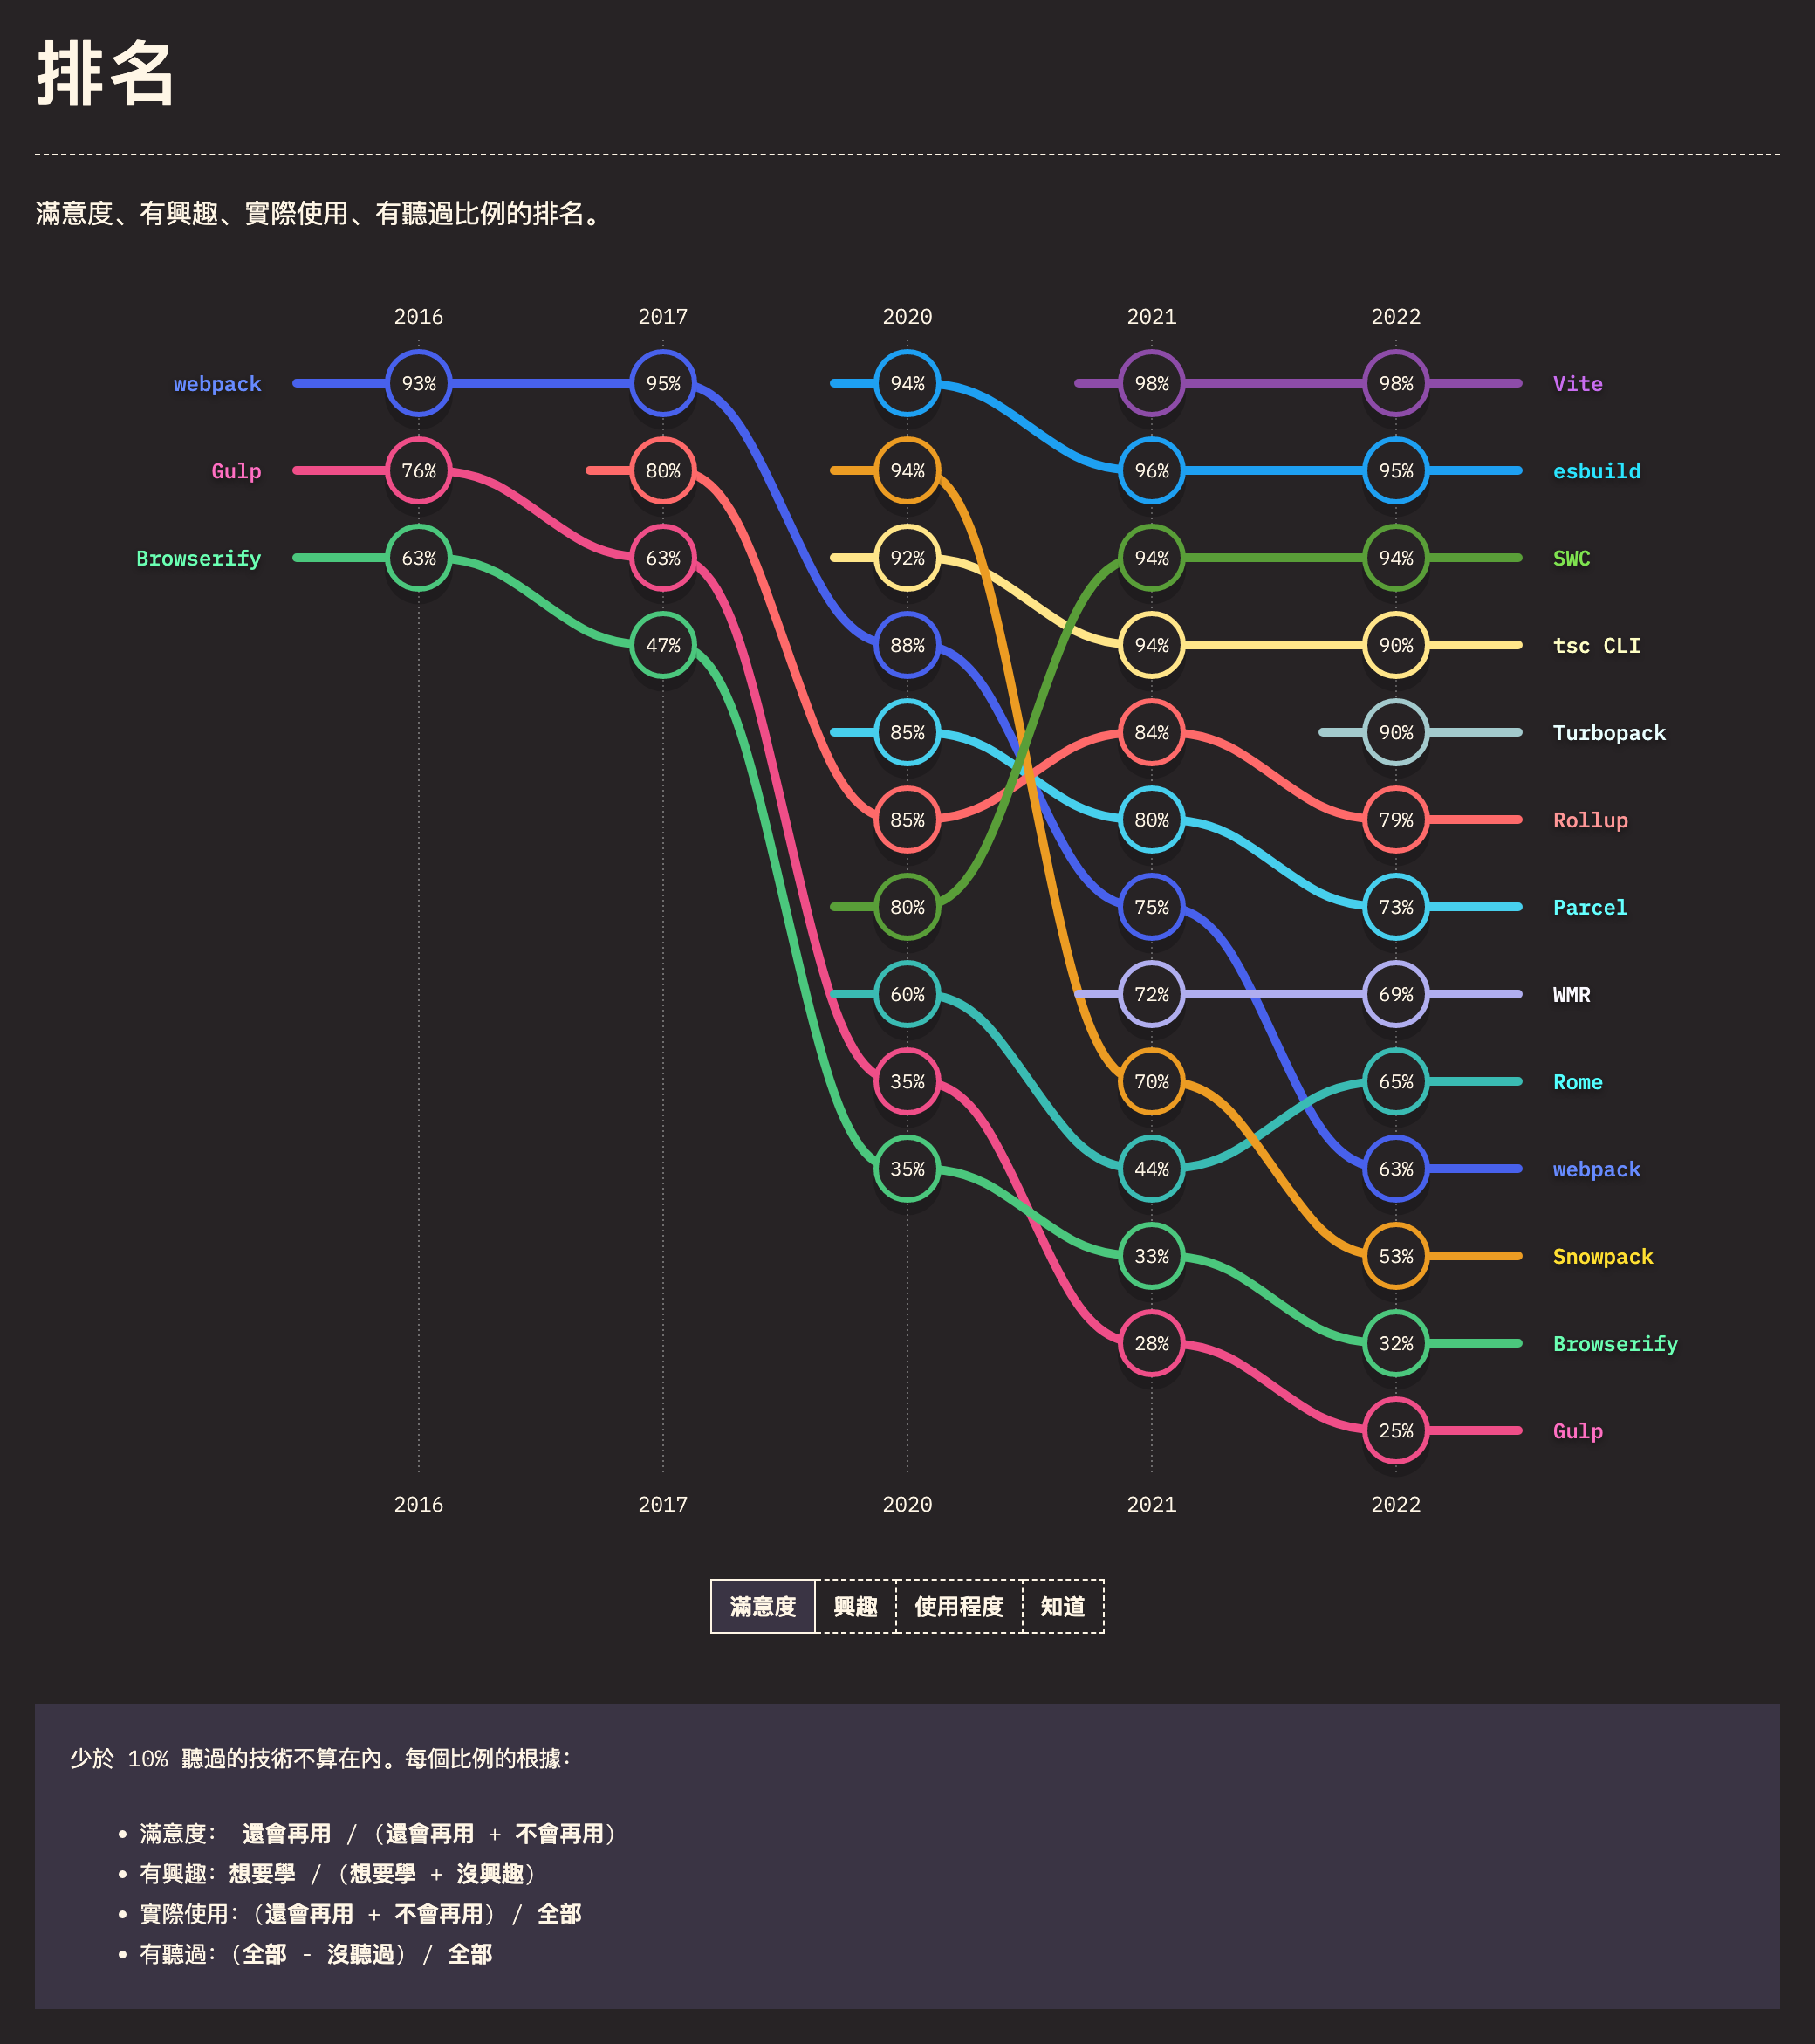 排名
滿意度、有興趣、實際使用、有聽過比例的排名。
2016 2017 2020 2021 2022
webpack 93% 95% 94% 98% 98% Vite
Gulp 76% 80% 94% 96% 95% esbuild
Browserify 63% 63% 92% 94% 94% SWC
47% 88% 94% 90% tsc CLI
85% 84% 90% Turbopack
85% 80% 79% Rollup
80% 75% 73% Parcel
60% 72% 69% WMR
35% 70% 65% Rome
35% 44% 63% webpack
33% 53% Snowpack
28% 32% Browserify
25% Gulp
2016 2017 2020 2021 2022
滿意度 興趣 使用程度 知道
少於 10% 聽過的技術不算在內。每個比例的根據：
• 滿意度： 還會再用 / (還會再用 + 不會再用)
• 有興趣：想要學 / (想要學 + 沒興趣)
• 實際使用：(還會再用 + 不會再用) / 全部
• 有聽過：(全部 - 沒聽過) / 全部